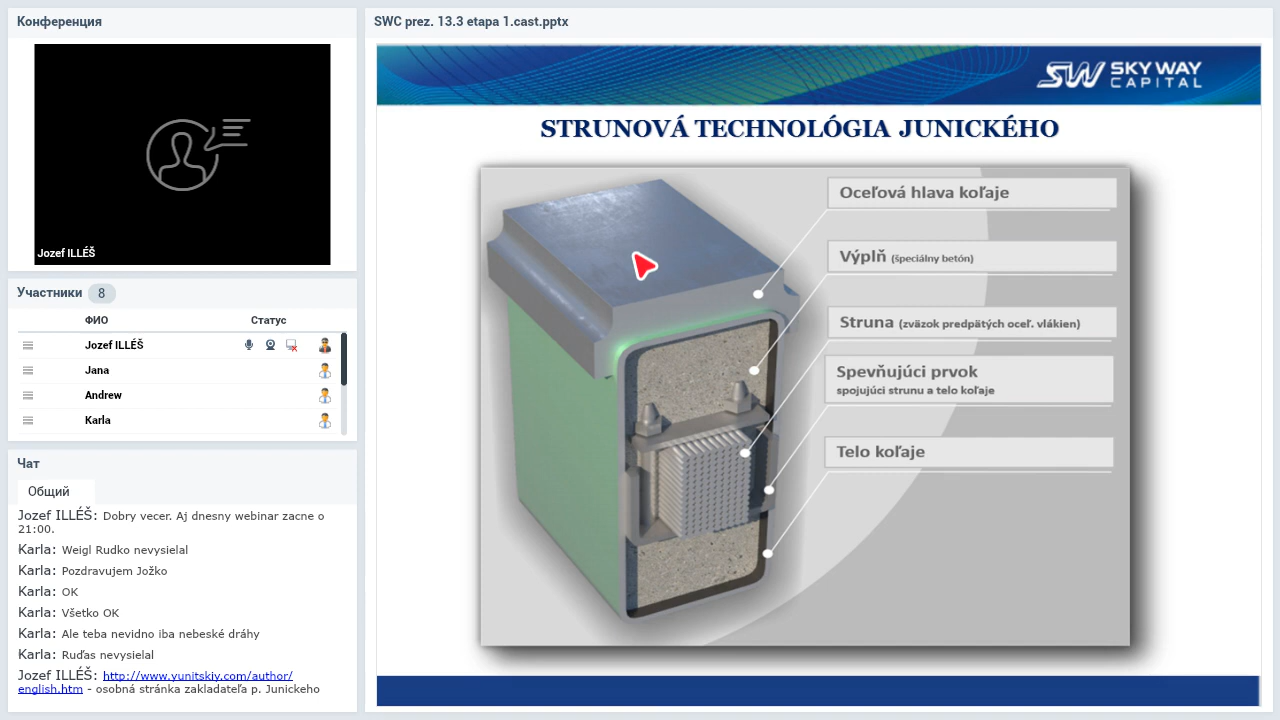 Конференция
Jozef ILLÉŠ
Участники 8
ФИО Статус
Jozef ILLÉŠ
Jana
Andrew
Karla
Чат
Общий
Jozef ILLÉŠ: Dobry vecer. Aj dnesny webinar zacne o
21:00.
Karla: Weigl Rudko nevysielal
Karla: Pozdravujem Jožko
Karla: OK
Karla: Všetko OK
Karla: Ale teba nevidno iba nebeské dráhy
Karla: Ruďas nevysielal
Jozef ILLÉŠ: http://www.yunitskiy.com/author/
english.htm - osobná stránka zakladateľa p. Junickeho
SWC prez. 13.3 etapa 1.cast.pptx
SW SKY WAY
CAPITAL
STRUNOVÁ TECHNOLÓGIA JUNICKÉHO
Oceľová hlava koľaje
Výplň (špeciálny betón)
Struna (zväzok predpätých oceľ. vlákien)
Spevňujúci prvok
spojujúci strunu a telo koľaje
Telo koľaje